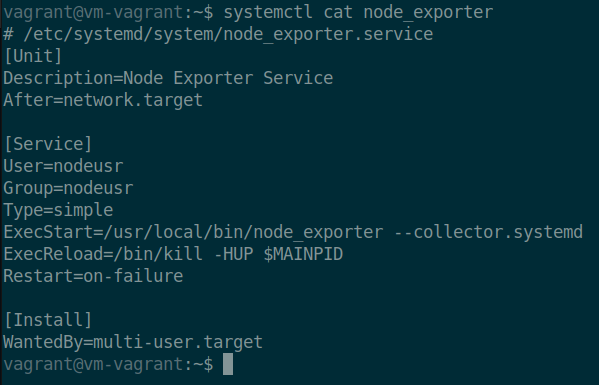 vagrant@vm-vagrant:~$ systemctl cat node_exporter
# /etc/systemd/system/node_exporter.service
[Unit]
Description=Node Exporter Service
After=network.target

[Service]
User=nodeusr
Group=nodeusr
Type=simple
ExecStart=/usr/local/bin/node_exporter --collector.systemd
ExecReload=/bin/kill -HUP $MAINPID
Restart=on-failure

[Install]
WantedBy=multi-user.target
vagrant@vm-vagrant:~$